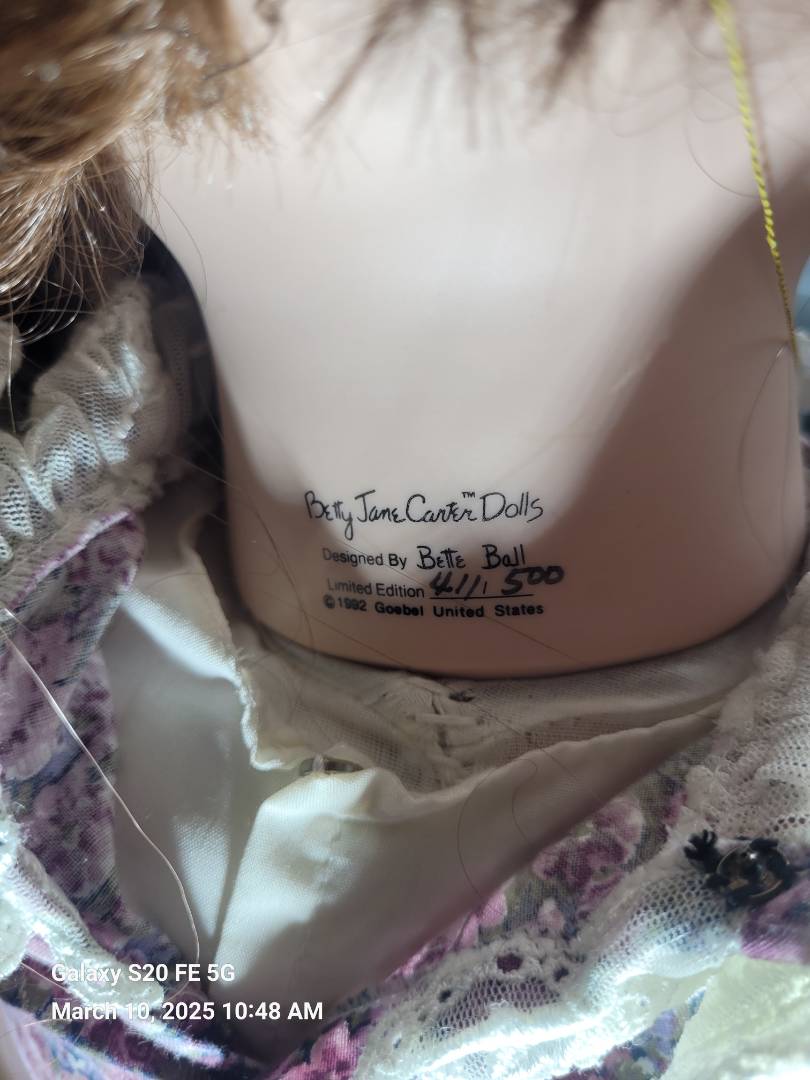 Betty Jane Carter™ Dolls
Designed By Bette Ball
Limited Edition 411/ 500
©1992 Goebel United States
Galaxy S20 FE 5G
March 10, 2025 10:48 AM